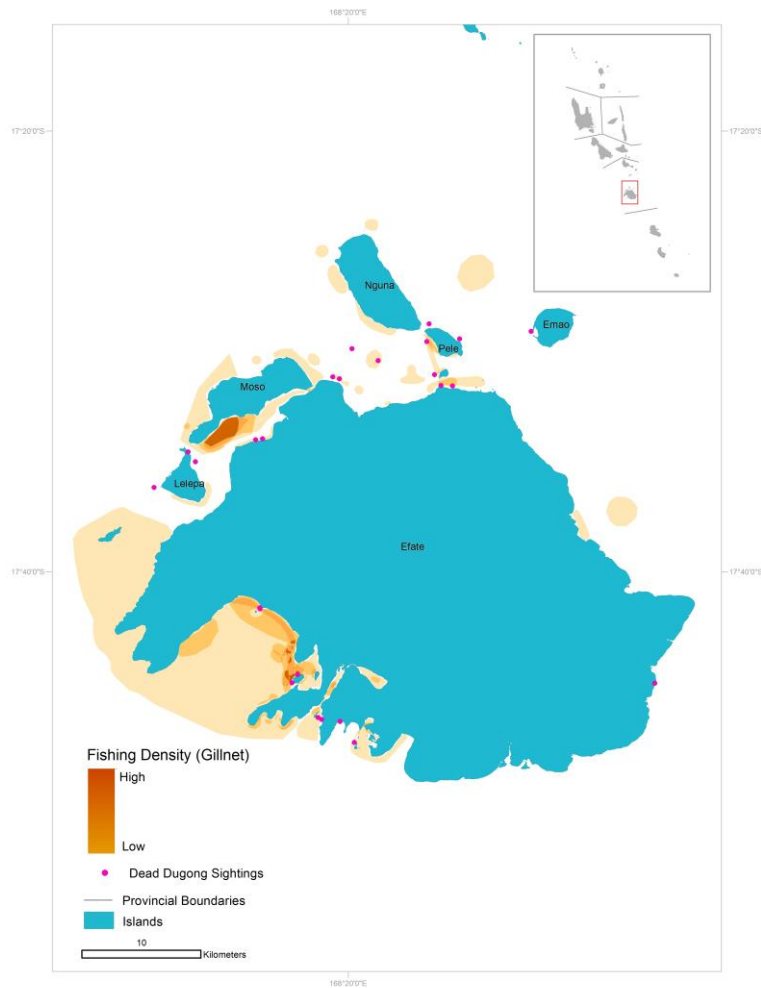 168°20'0"E
17°20'0"S
17°20'0"S
Nguna
Emao
Pele
Moso
Lelepa
Efate
17°40'0"S
17°40'0"S
Fishing Density (Gillnet)
High
Low
Dead Dugong Sightings
Provincial Boundaries
Islands
10
Kilometers
168°20'0"E